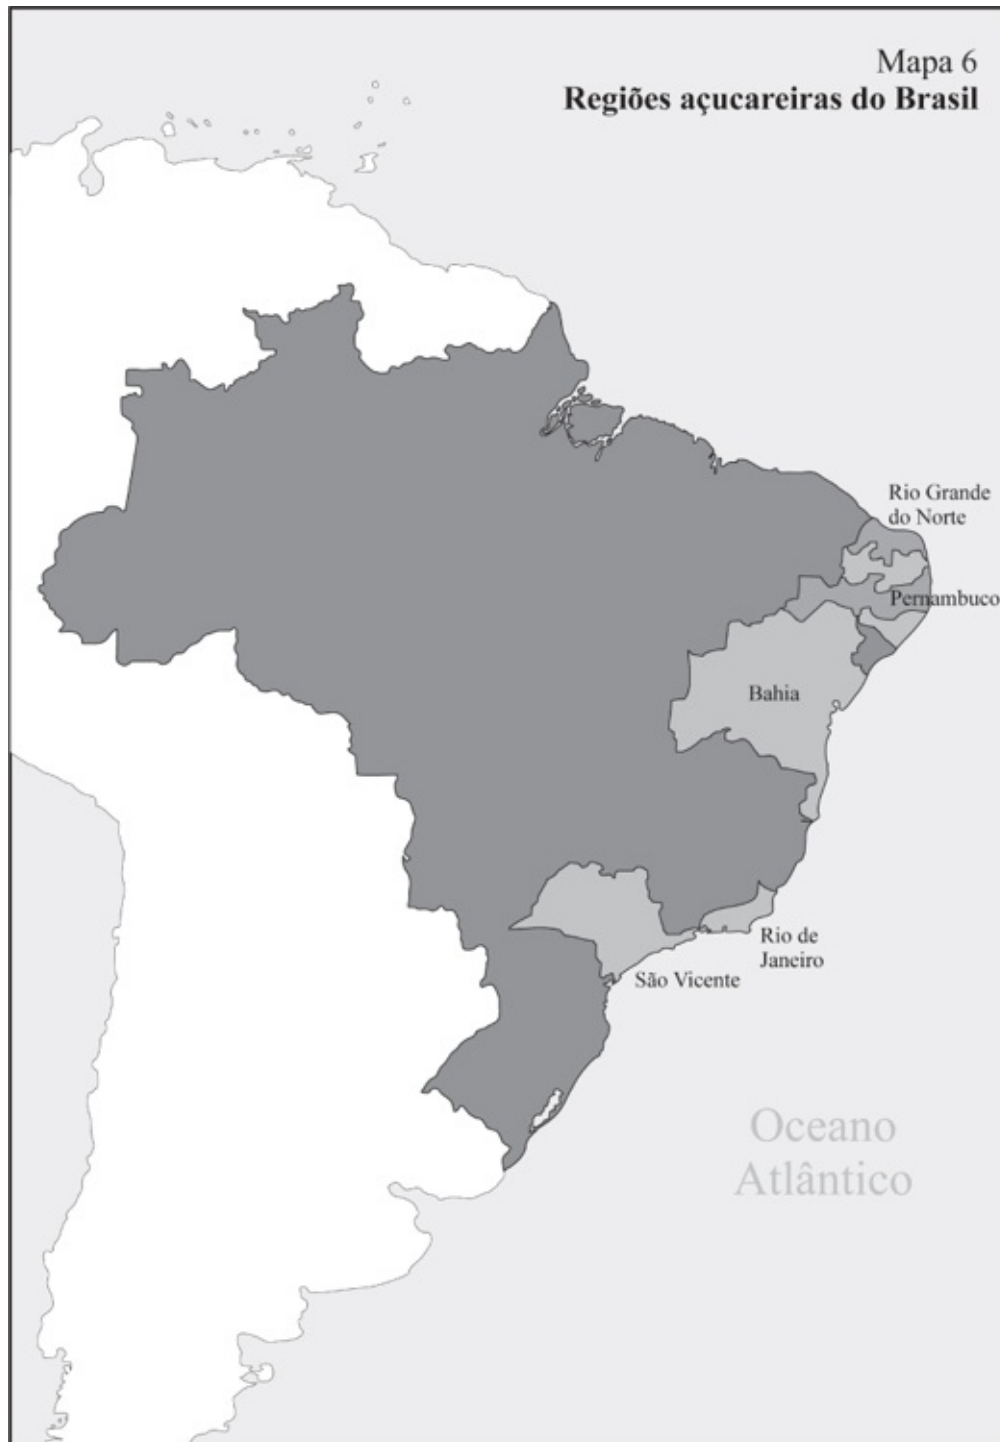 Mapa 6
Regiões açucareiras do Brasil
Rio Grande
do Norte
Pernambuco
Bahia
Rio de
Janeiro
São Vicente
Oceano
Atlântico